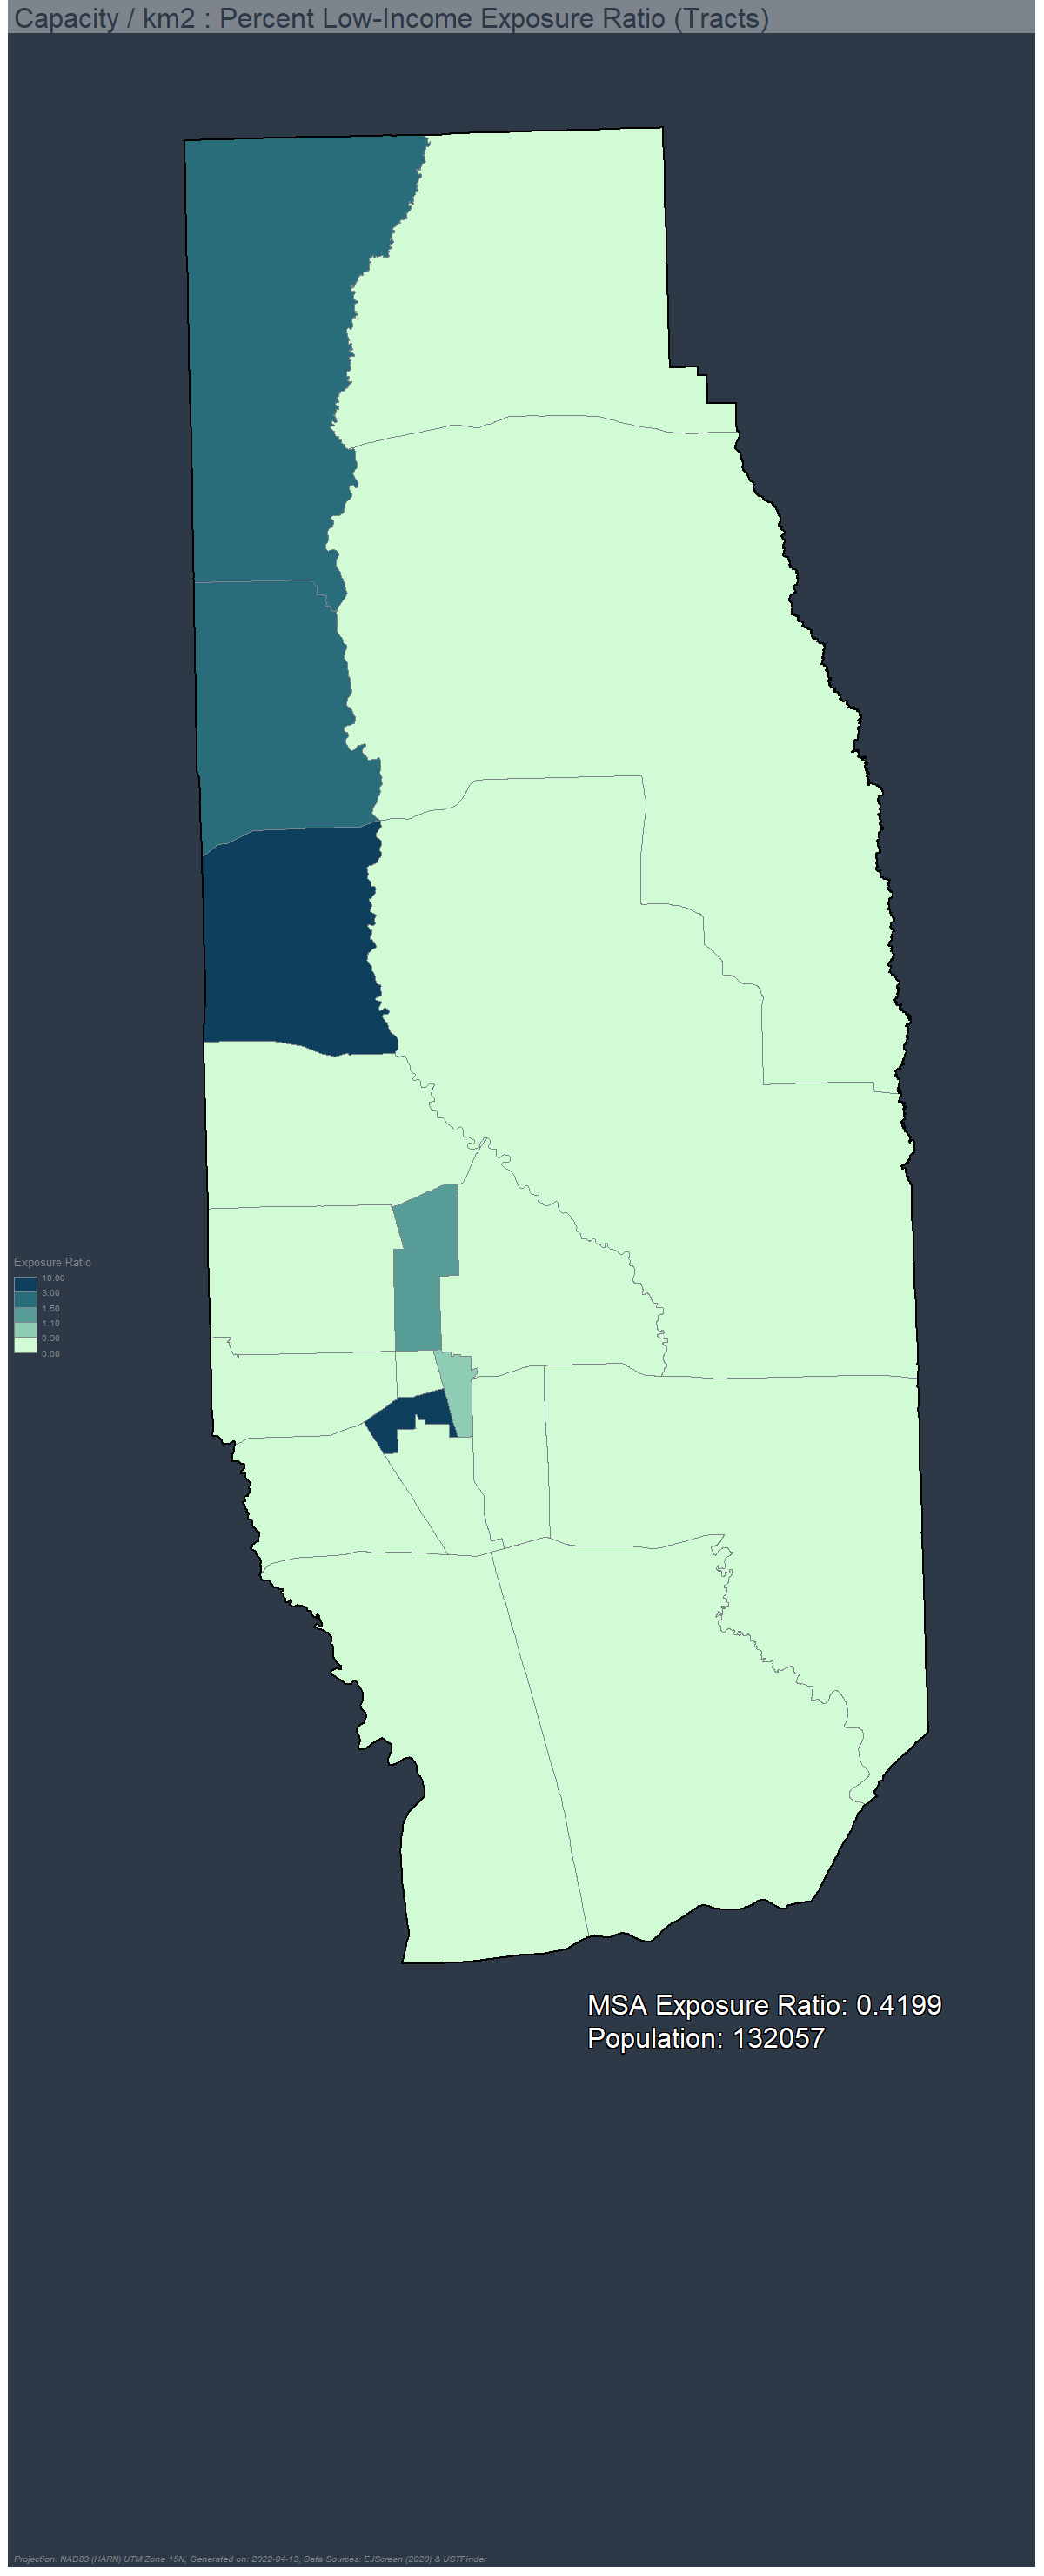 Capacity / km2 : Percent Low-Income Exposure Ratio (Tracts)
Exposure Ratio
10.00
3.00
1.50
1.10
0.90
0.00
MSA Exposure Ratio: 0.4199
Population: 132057
Projection: NAD83 (HARN) UTM Zone 15N, Generated on: 2022-04-13, Data Sources: EJScreen (2020) & USTFinder